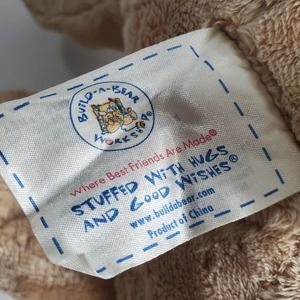 BUILD-A-BEAR
WORKSHOP®
Where Best Friends Are Made®
STUFFED WITH HUGS
AND GOOD WISHES®
www.buildabear.com
Product of China